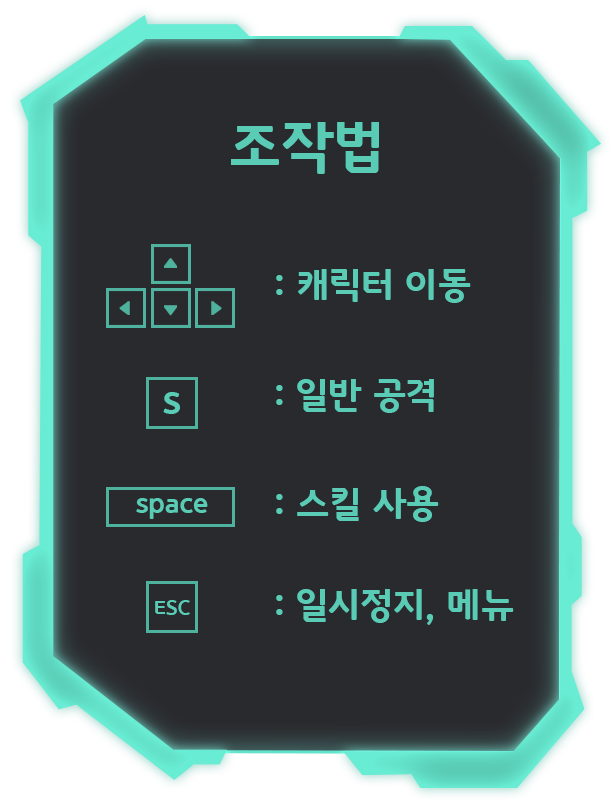 조작법
: 캐릭터 이동
S : 일반 공격
space : 스킬 사용
ESC : 일시정지, 메뉴